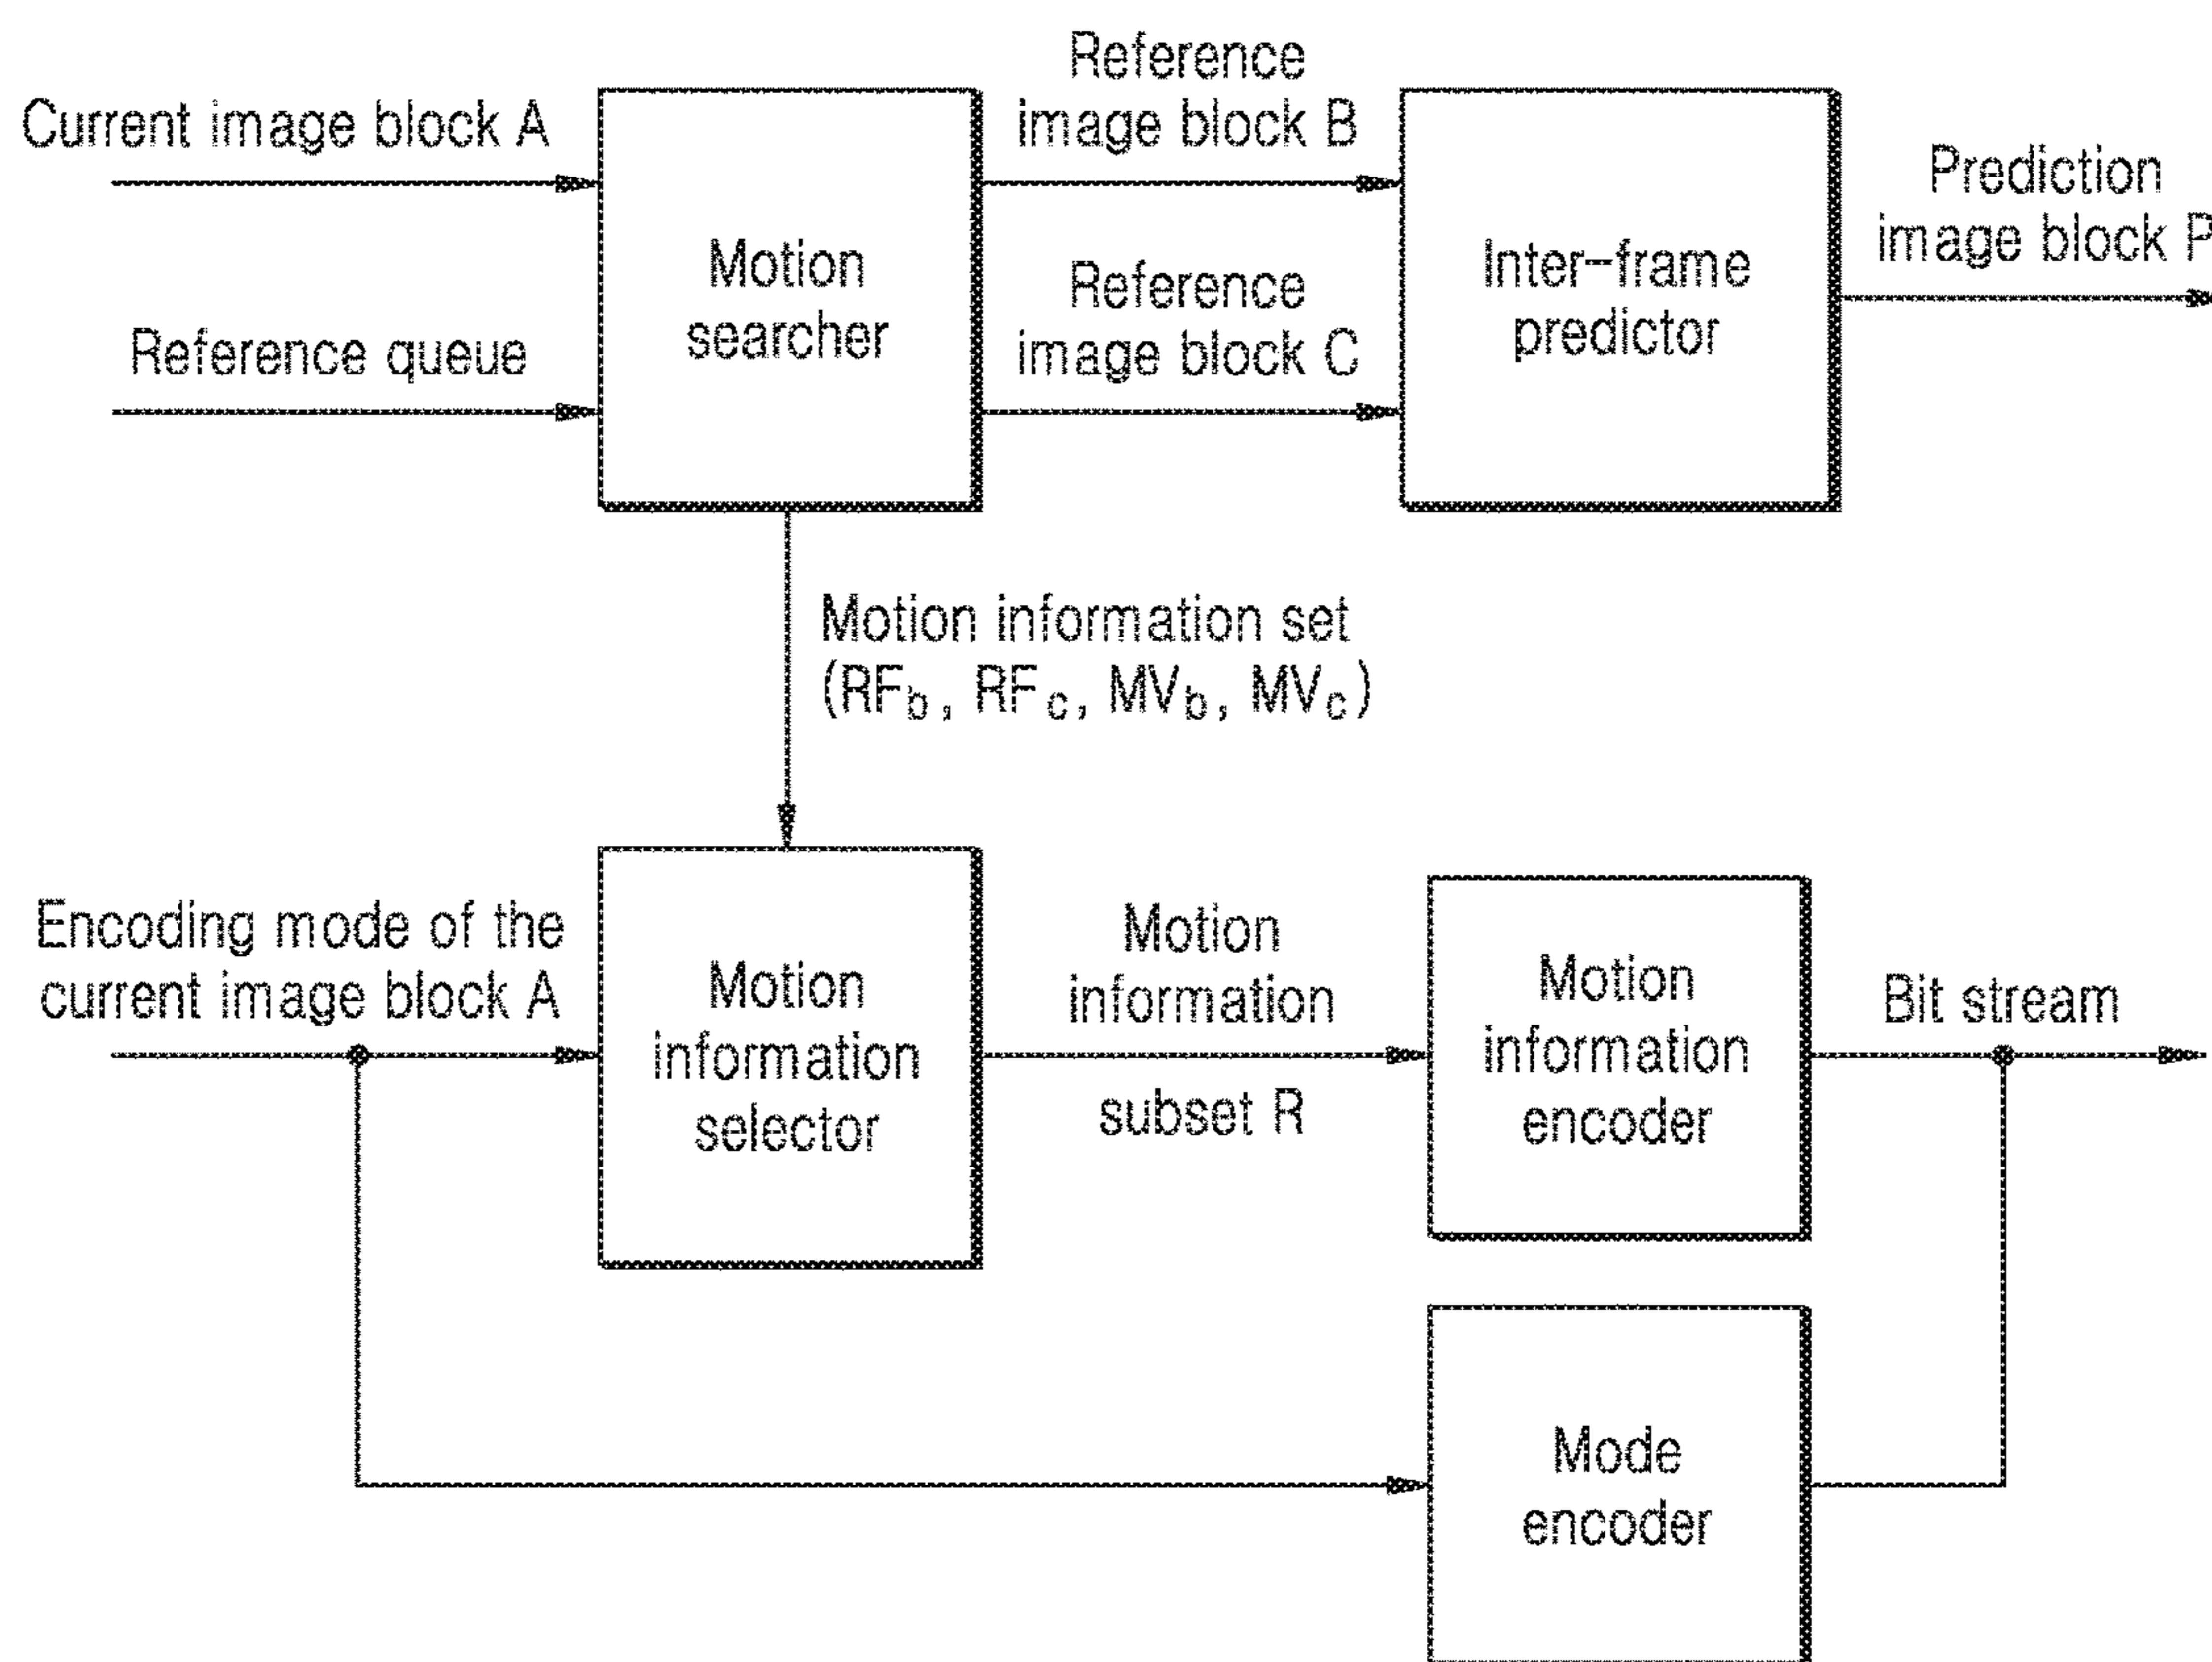 Current image block A
Reference queue
Motion
searcher
Reference
image block B
Reference
image block C
Inter-frame
predictor
Prediction
image block P
Motion information set
(RFb, RFc, MVb, MVc)
Encoding mode of the
current image block A
Motion
information
selector
Motion
information
subset R
Motion
information
encoder
Bit stream
Mode
encoder